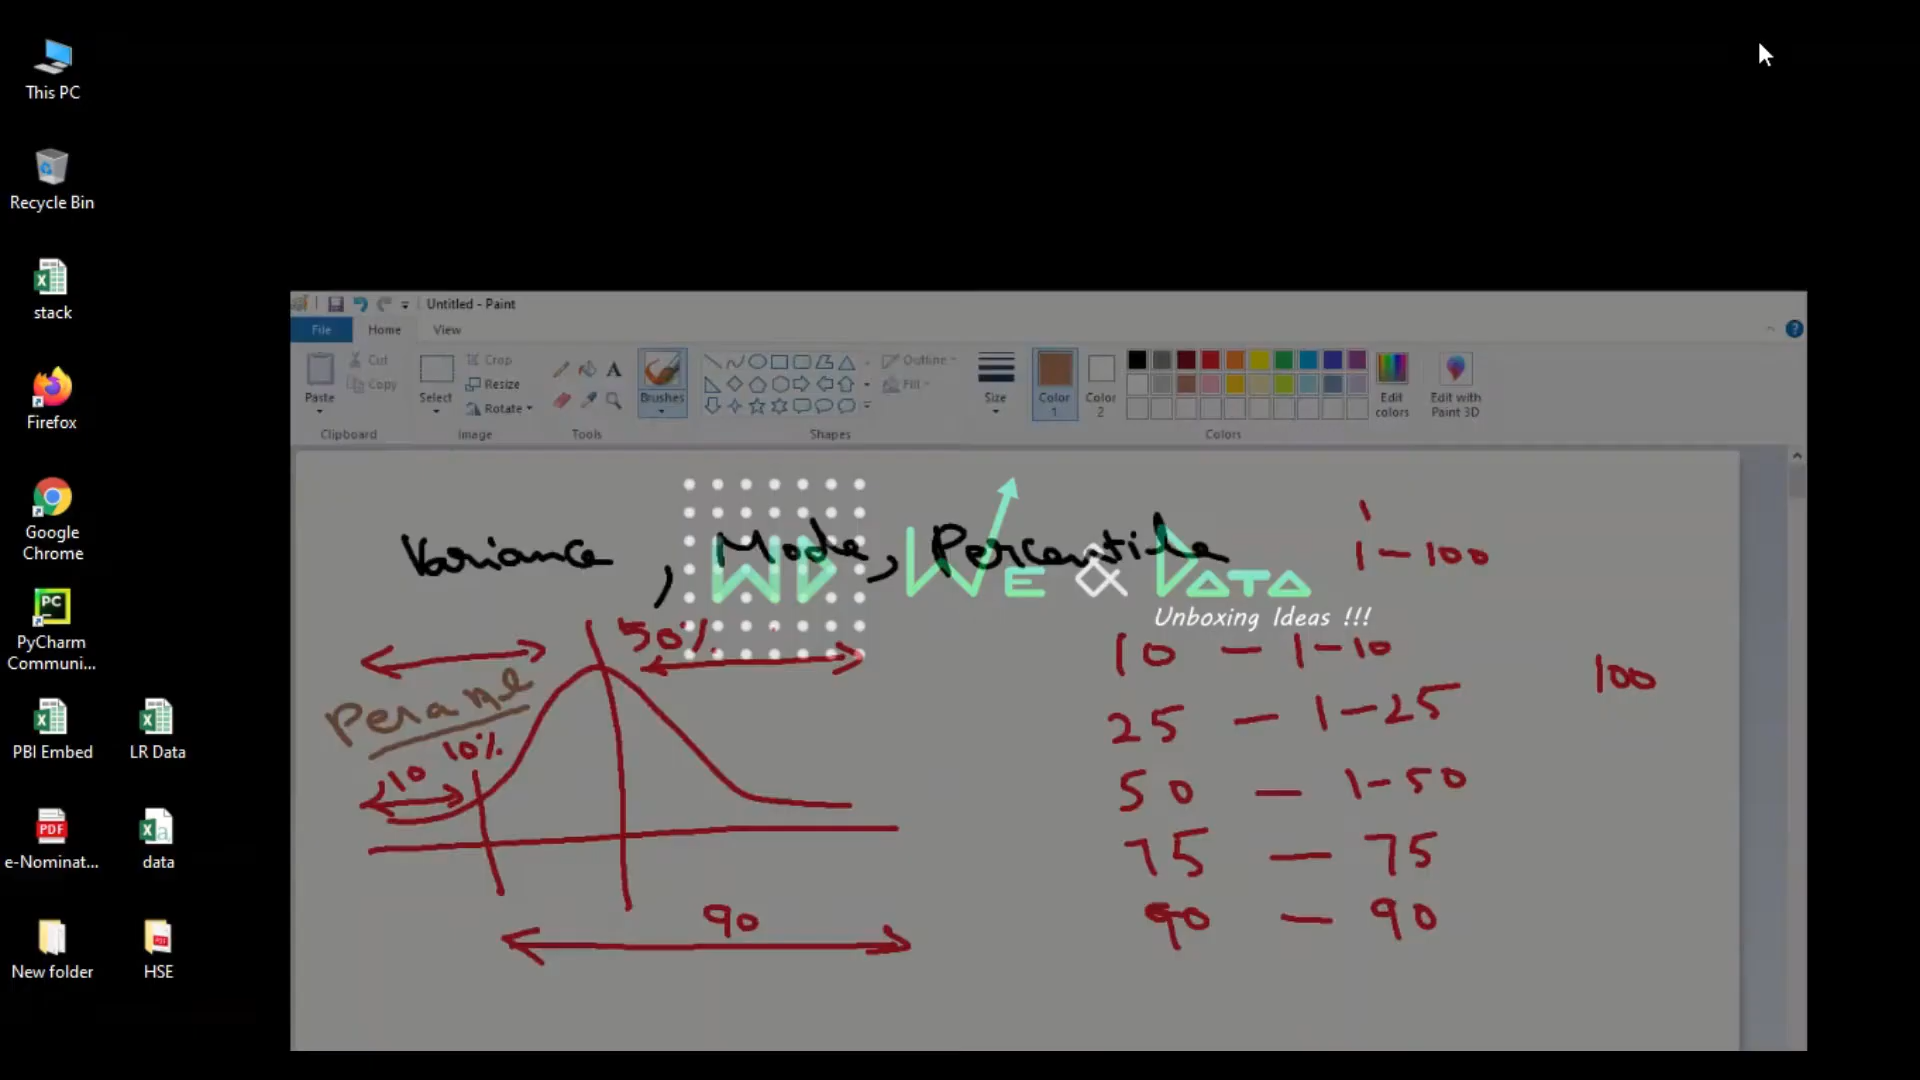 This PC
Recycle Bin
stack
Firefox
Google
Chrome
PyCharm
Communi...
PBI Embed
LR Data
e-Nominat...
data
New folder
HSE
Untitled - Paint
File Home View
Paste
Cut
Copy
Clipboard
Select
Crop
Resize
Rotate
Image
A
Tools
Brushes
Shapes
Outline
Fill
Size
Color
1
Color
2
Edit
colors
Colors
Edit with
Paint 3D
Variance, Mode, Percentile
WD WE Data
Unboxing Ideas !!!
1
1 - 100
50%
10%
10
90
10 - 1-10
25 - 1-25
50 - 1-50
75 - 75
90 - 90
100